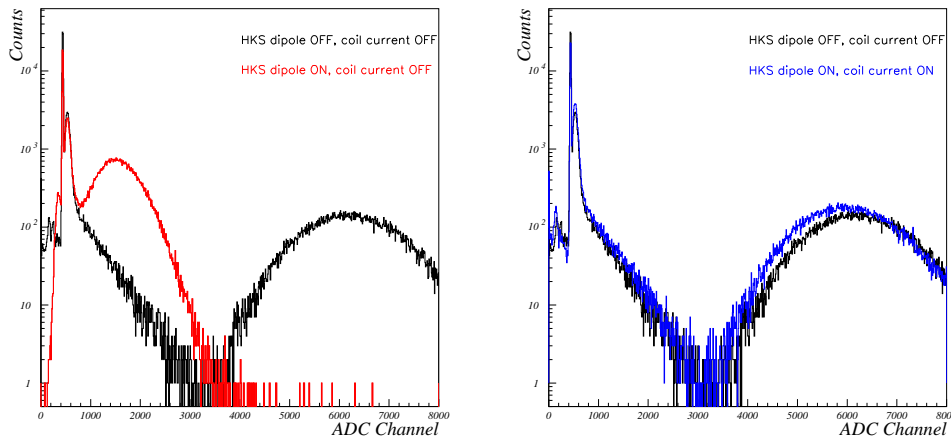 Counts
HKS dipole OFF, coil current OFF
HKS dipole ON, coil current OFF
10^4
10^3
10^2
10
1
0 1000 2000 3000 4000 5000 6000 7000 8000
ADC Channel
Counts
HKS dipole OFF, coil current OFF
HKS dipole ON, coil current ON
10^4
10^3
10^2
10
1
0 1000 2000 3000 4000 5000 6000 7000 800
ADC Channel